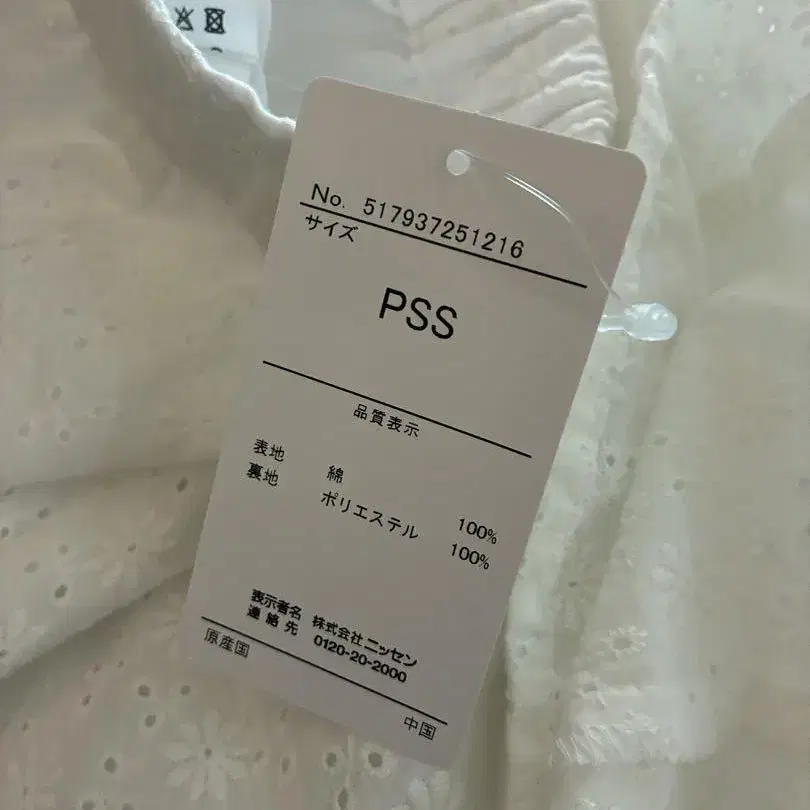 No. 517937251216
サイズ
PSS
品質表示
表地 綿 100%
裏地 ポリエステル 100%
表示者名 株式会社ニッセン
連絡先 0120-20-2000
原産国
中国